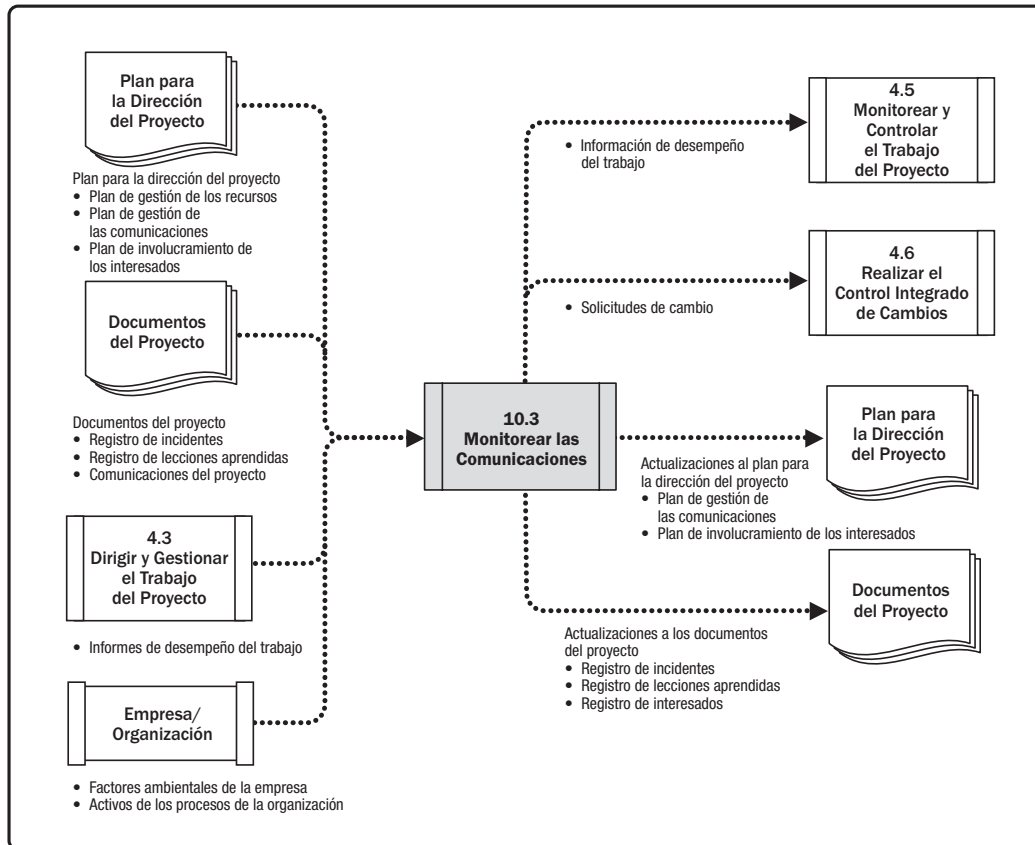 Plan para
la Dirección
del Proyecto
Plan para la dirección del proyecto
• Plan de gestión de los recursos
• Plan de gestión de
las comunicaciones
• Plan de involucramiento de
los interesados
Documentos
del Proyecto
Documentos del proyecto
• Registro de incidentes
• Registro de lecciones aprendidas
• Comunicaciones del proyecto
4.3
Dirigir y Gestionar
el Trabajo
del Proyecto
• Informes de desempeño del trabajo
Empresa/
Organización
• Factores ambientales de la empresa
• Activos de los procesos de la organización
10.3
Monitorear las
Comunicaciones
• Información de desempeño
del trabajo
4.5
Monitorear y
Controlar
el Trabajo
del Proyecto
• Solicitudes de cambio
4.6
Realizar el
Control Integrado
de Cambios
Plan para
la Dirección
del Proyecto
Actualizaciones al plan para
la dirección del proyecto
• Plan de gestión de
las comunicaciones
• Plan de involucramiento de los interesados
Documentos
del Proyecto
Actualizaciones a los documentos
del proyecto
• Registro de incidentes
• Registro de lecciones aprendidas
• Registro de interesados